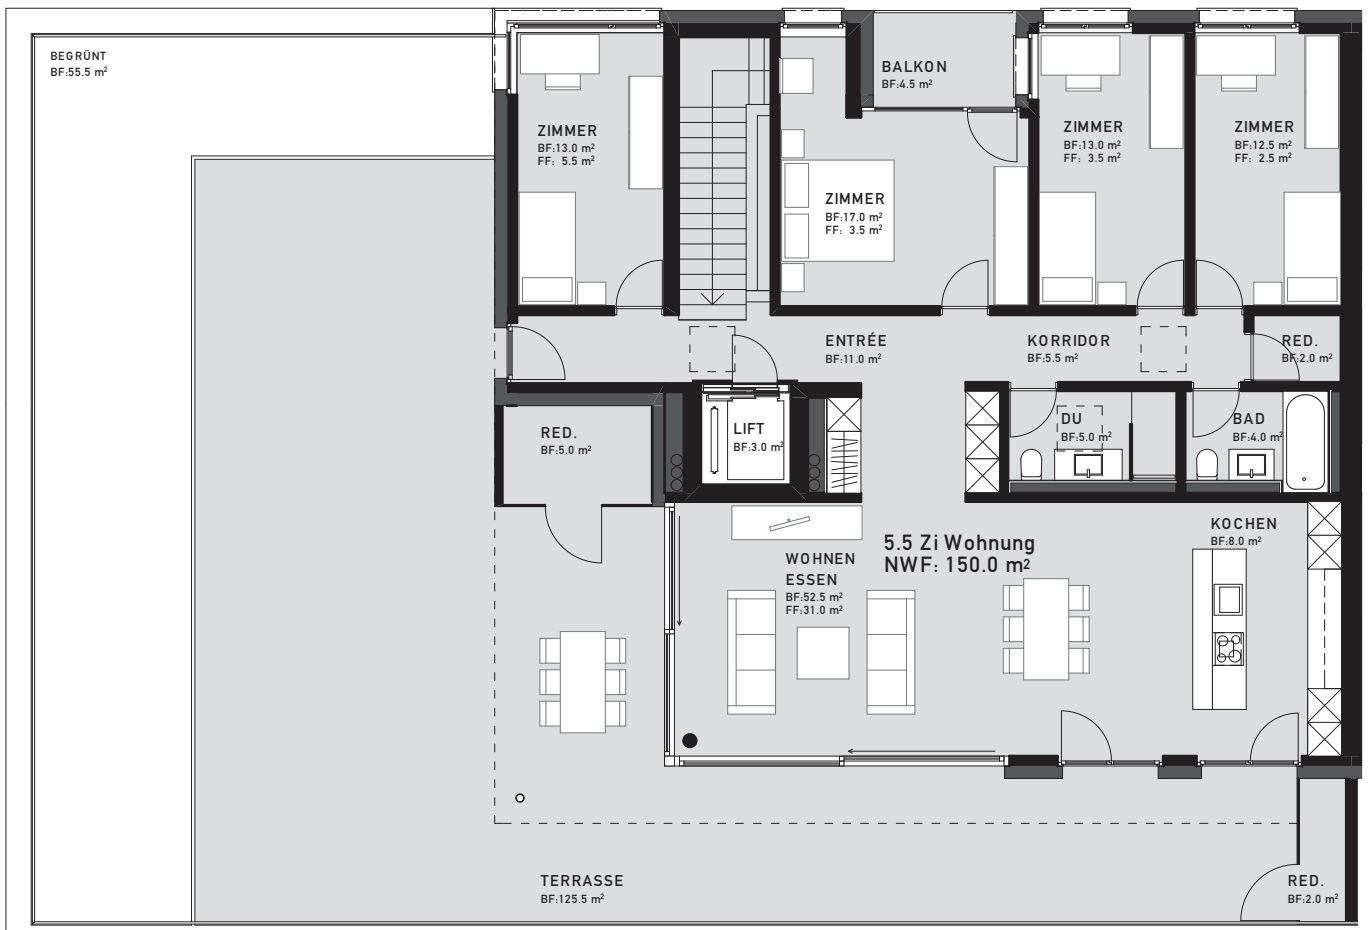 BEGRÜNT
BF:55.5 m²
ZIMMER
BF:13.0 m²
FF: 5.5 m²
BALKON
BF:4.5 m²
ZIMMER
BF:17.0 m²
FF: 3.5 m²
ZIMMER
BF:13.0 m²
FF: 3.5 m²
ZIMMER
BF:12.5 m²
FF: 2.5 m²
ENTRÉE
BF:11.0 m²
KORRIDOR
BF:5.5 m²
RED.
BF:2.0 m²
RED.
BF:5.0 m²
LIFT
BF:3.0 m²
DU
BF:5.0 m²
BAD
BF:4.0 m²
WOHNEN
ESSEN
BF:52.5 m²
FF:31.0 m²
5.5 Zi Wohnung
NWF: 150.0 m²
KOCHEN
BF:8.0 m²
TERRASSE
BF:125.5 m²
RED.
BF:2.0 m²